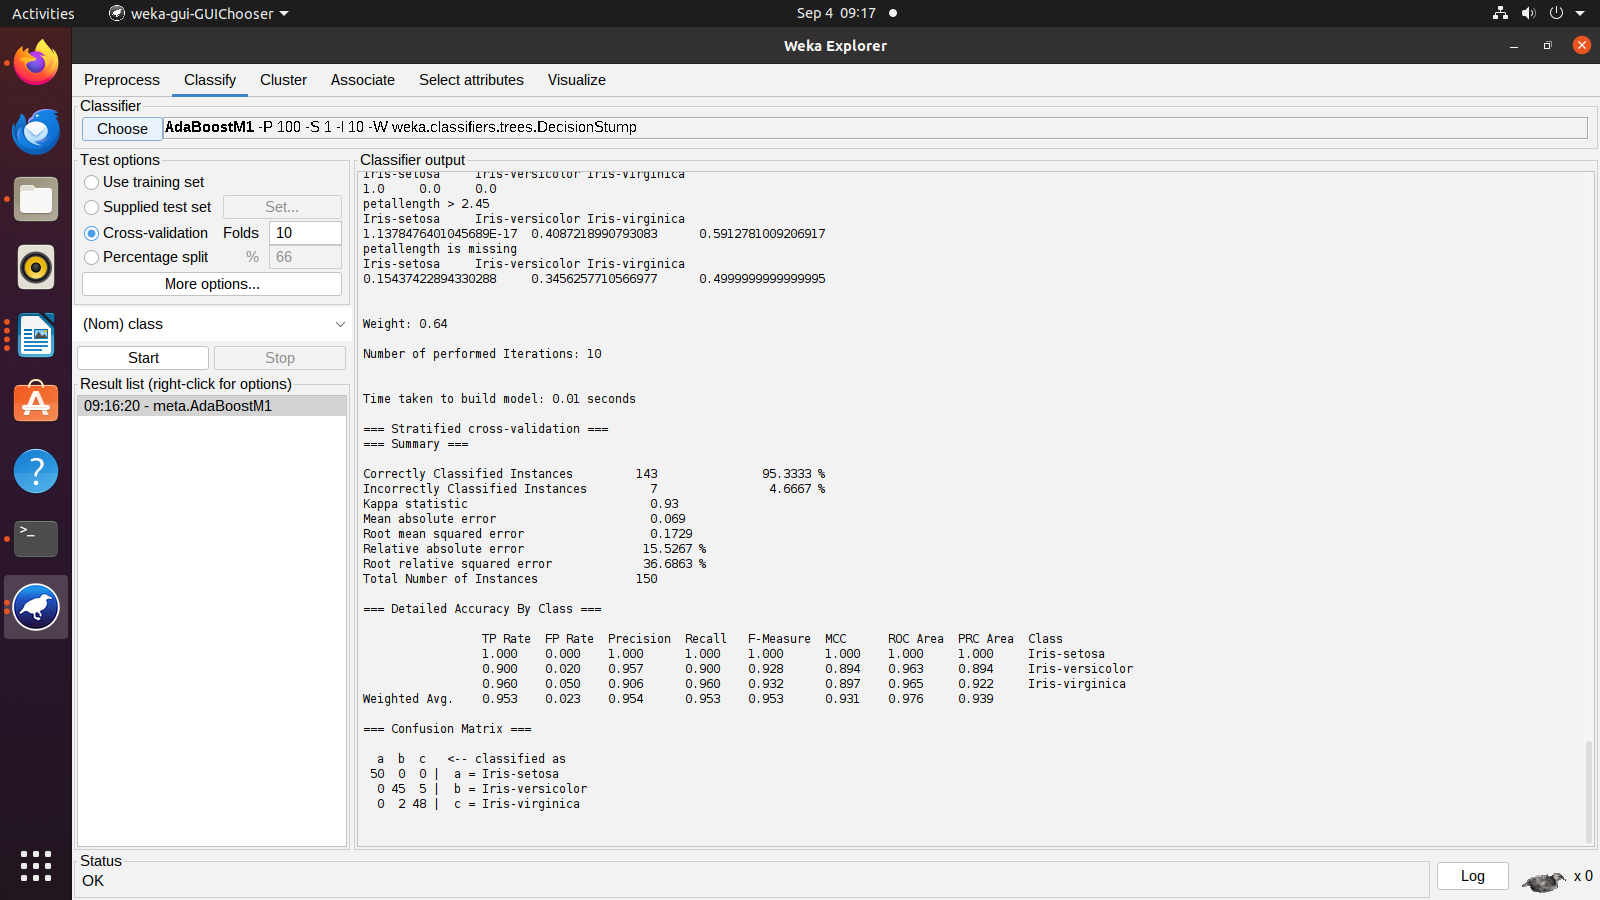 Activities
weka-gui-GUIChooser
Sep 4 09:17
Weka Explorer
Preprocess
Classify
Cluster
Associate
Select attributes
Visualize
Classifier
Choose
AdaBoostM1 -P 100 -S 1 -I 10 -W weka.classifiers.trees.DecisionStump
Test options
Use training set
Supplied test set
Set...
Cross-validation Folds 10
Percentage split % 66
More options...
(Nom) class
Start
Stop
Result list (right-click for options)
09:16:20 - meta.AdaBoostM1
Classifier output
Iris-setosa Iris-versicolor Iris-virginica
1.0 0.0 0.0
petallength > 2.45
Iris-setosa Iris-versicolor Iris-virginica
1.1378476401045689E-17 0.4087218990793083 0.5912781009206917
petallength is missing
Iris-setosa Iris-versicolor Iris-virginica
0.15437422894330288 0.3456257710566977 0.4999999999999995
Weight: 0.64
Number of performed Iterations: 10
Time taken to build model: 0.01 seconds
=== Stratified cross-validation ===
=== Summary ===
Correctly Classified Instances 143 95.3333 %
Incorrectly Classified Instances 7 4.6667 %
Kappa statistic 0.93
Mean absolute error 0.069
Root mean squared error 0.1729
Relative absolute error 15.5267 %
Root relative squared error 36.6863 %
Total Number of Instances 150
=== Detailed Accuracy By Class ===
TP Rate FP Rate Precision Recall F-Measure MCC ROC Area PRC Area Class
1.000 0.000 1.000 1.000 1.000 1.000 1.000 1.000 Iris-setosa
0.900 0.020 0.957 0.900 0.928 0.894 0.963 0.894 Iris-versicolor
0.960 0.050 0.906 0.960 0.932 0.897 0.965 0.922 Iris-virginica
Weighted Avg. 0.953 0.023 0.954 0.953 0.953 0.931 0.976 0.939
=== Confusion Matrix ===
a b c <-- classified as
50 0 0 | a = Iris-setosa
0 45 5 | b = Iris-versicolor
0 2 48 | c = Iris-virginica
Status
OK
Log
x 0